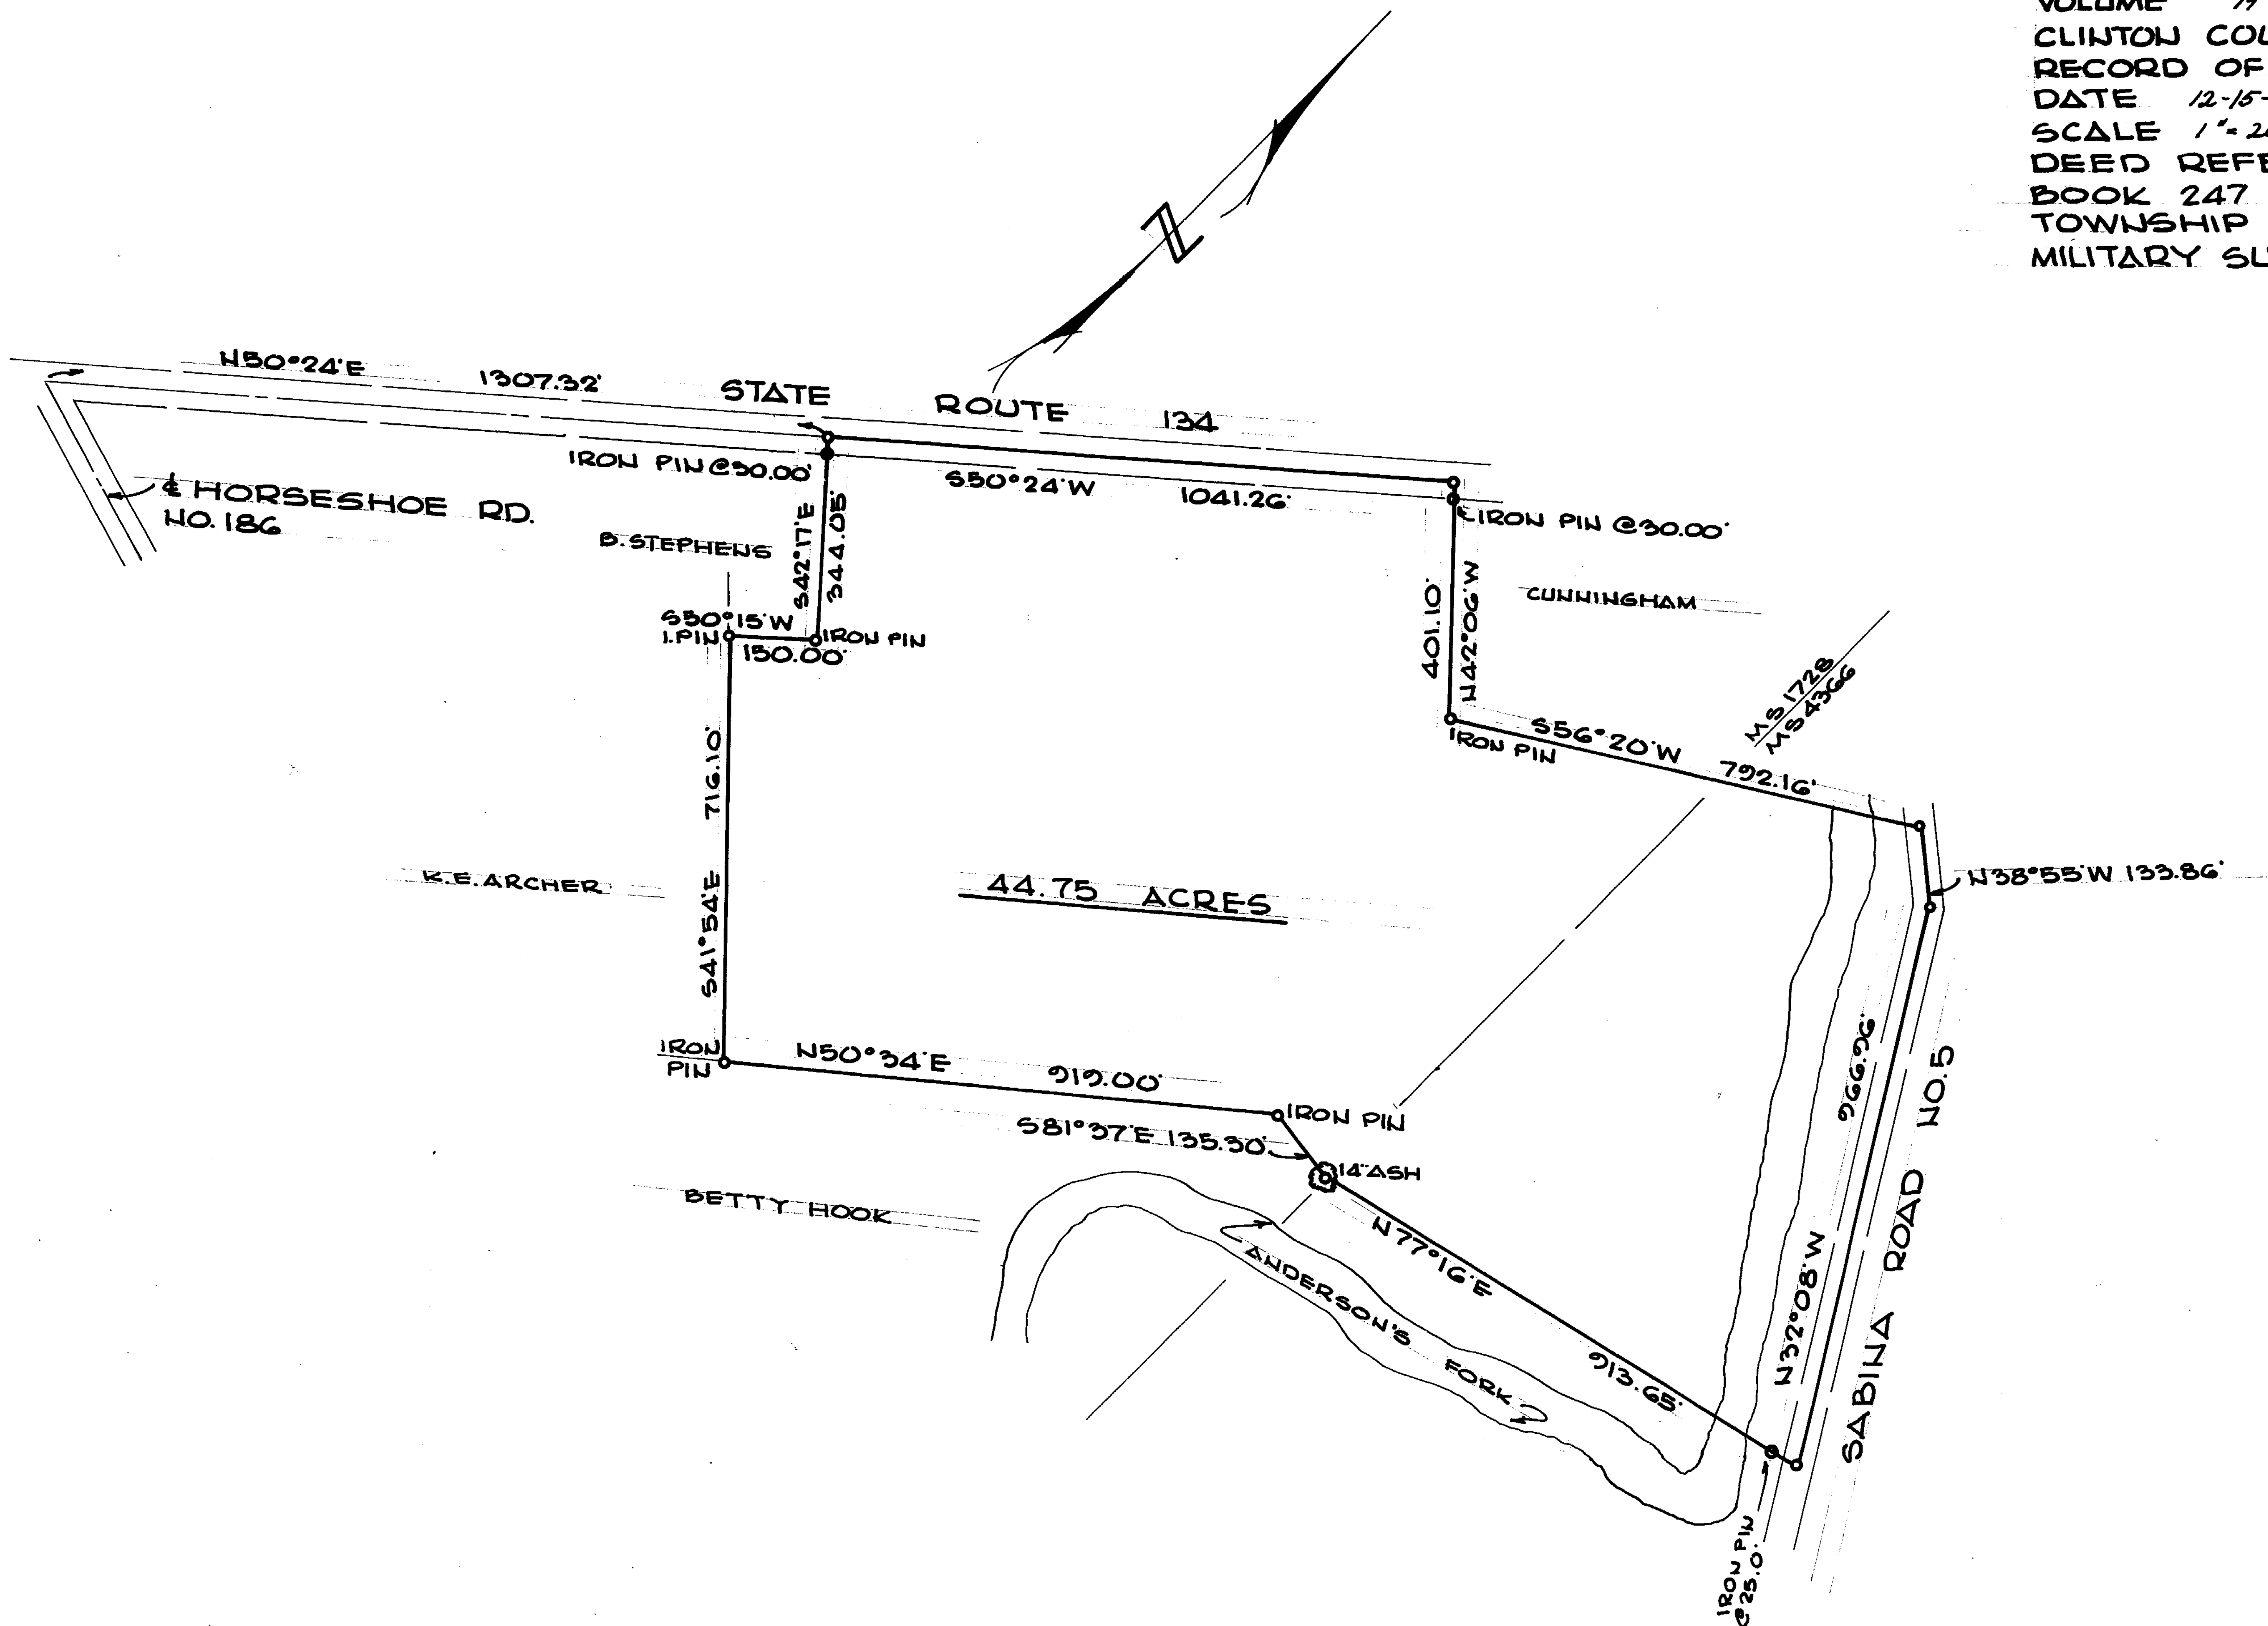 VOLUME
CLINTON COU
RECORD OF
DATE 12-15-
SCALE 1"=
DEED REFE
BOOK 247
TOWNSHIP
MILITARY SU
N
N50°24'E 1307.32' STATE ROUTE 134
IRON PIN @30.00'
S50°24'W 1041.26'
IRON PIN @30.00'
℄ HORSESHOE RD.
NO. 186
B. STEPHENS
S42°17'E
344.05'
CUNNINGHAM
401.10'
N42°06'W
S50°15'W
I. PIN
IRON PIN
150.00'
MS 1728
MS 4366
IRON PIN
S56°20'W 792.16'
S41°54'E 716.10'
K.E. ARCHER
44.75 ACRES
N38°55'W 133.86'
IRON
PIN
N50°34'E 919.00'
IRON PIN
S81°37'E 135.30'
14" ASH
BETTY HOOK
N77°16'E 913.65'
ANDERSON'S FORK
N32°08'W 966.96'
SABINA ROAD NO. 5
IRON PIN
@25.0'